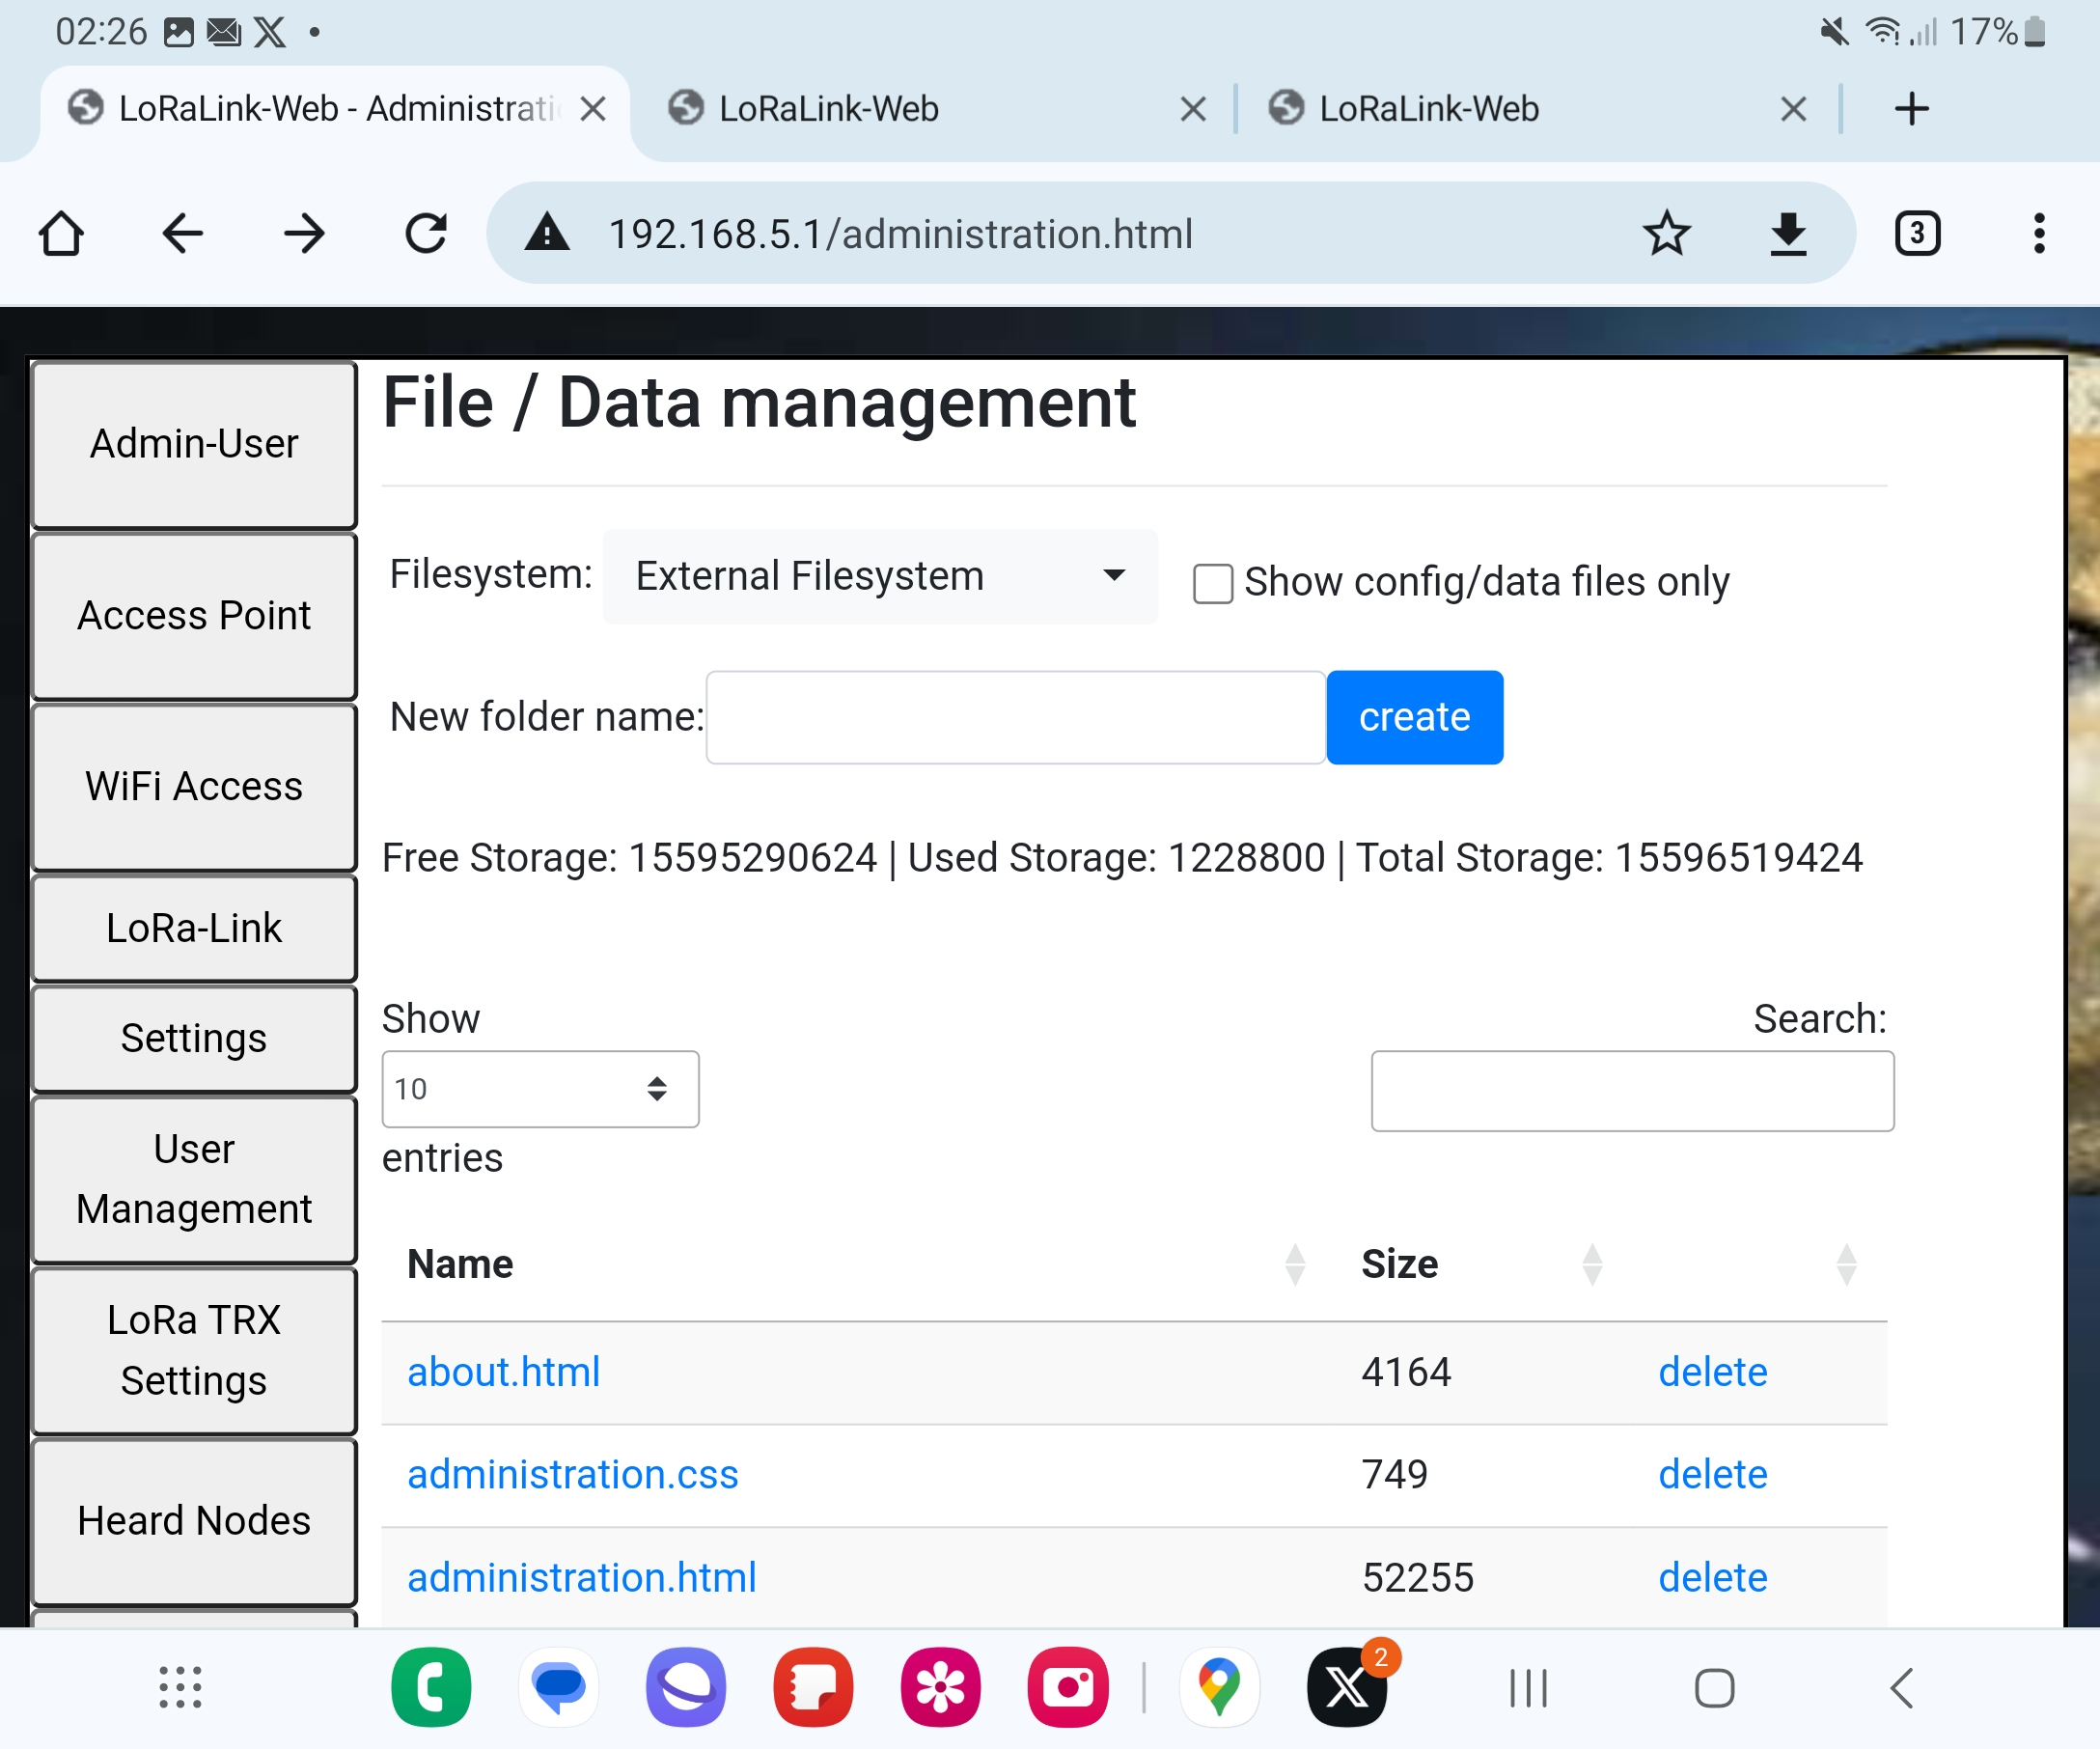 02:26
17%
LoRaLink-Web - Administrati
LoRaLink-Web
LoRaLink-Web
192.168.5.1/administration.html
3
Admin-User
Access Point
WiFi Access
LoRa-Link
Settings
User
Management
LoRa TRX
Settings
Heard Nodes
File / Data management
Filesystem: External Filesystem Show config/data files only
New folder name: create
Free Storage: 15595290624 | Used Storage: 1228800 | Total Storage: 15596519424
Show
10
entries
Search:
Name Size
about.html 4164 delete
administration.css 749 delete
administration.html 52255 delete
2